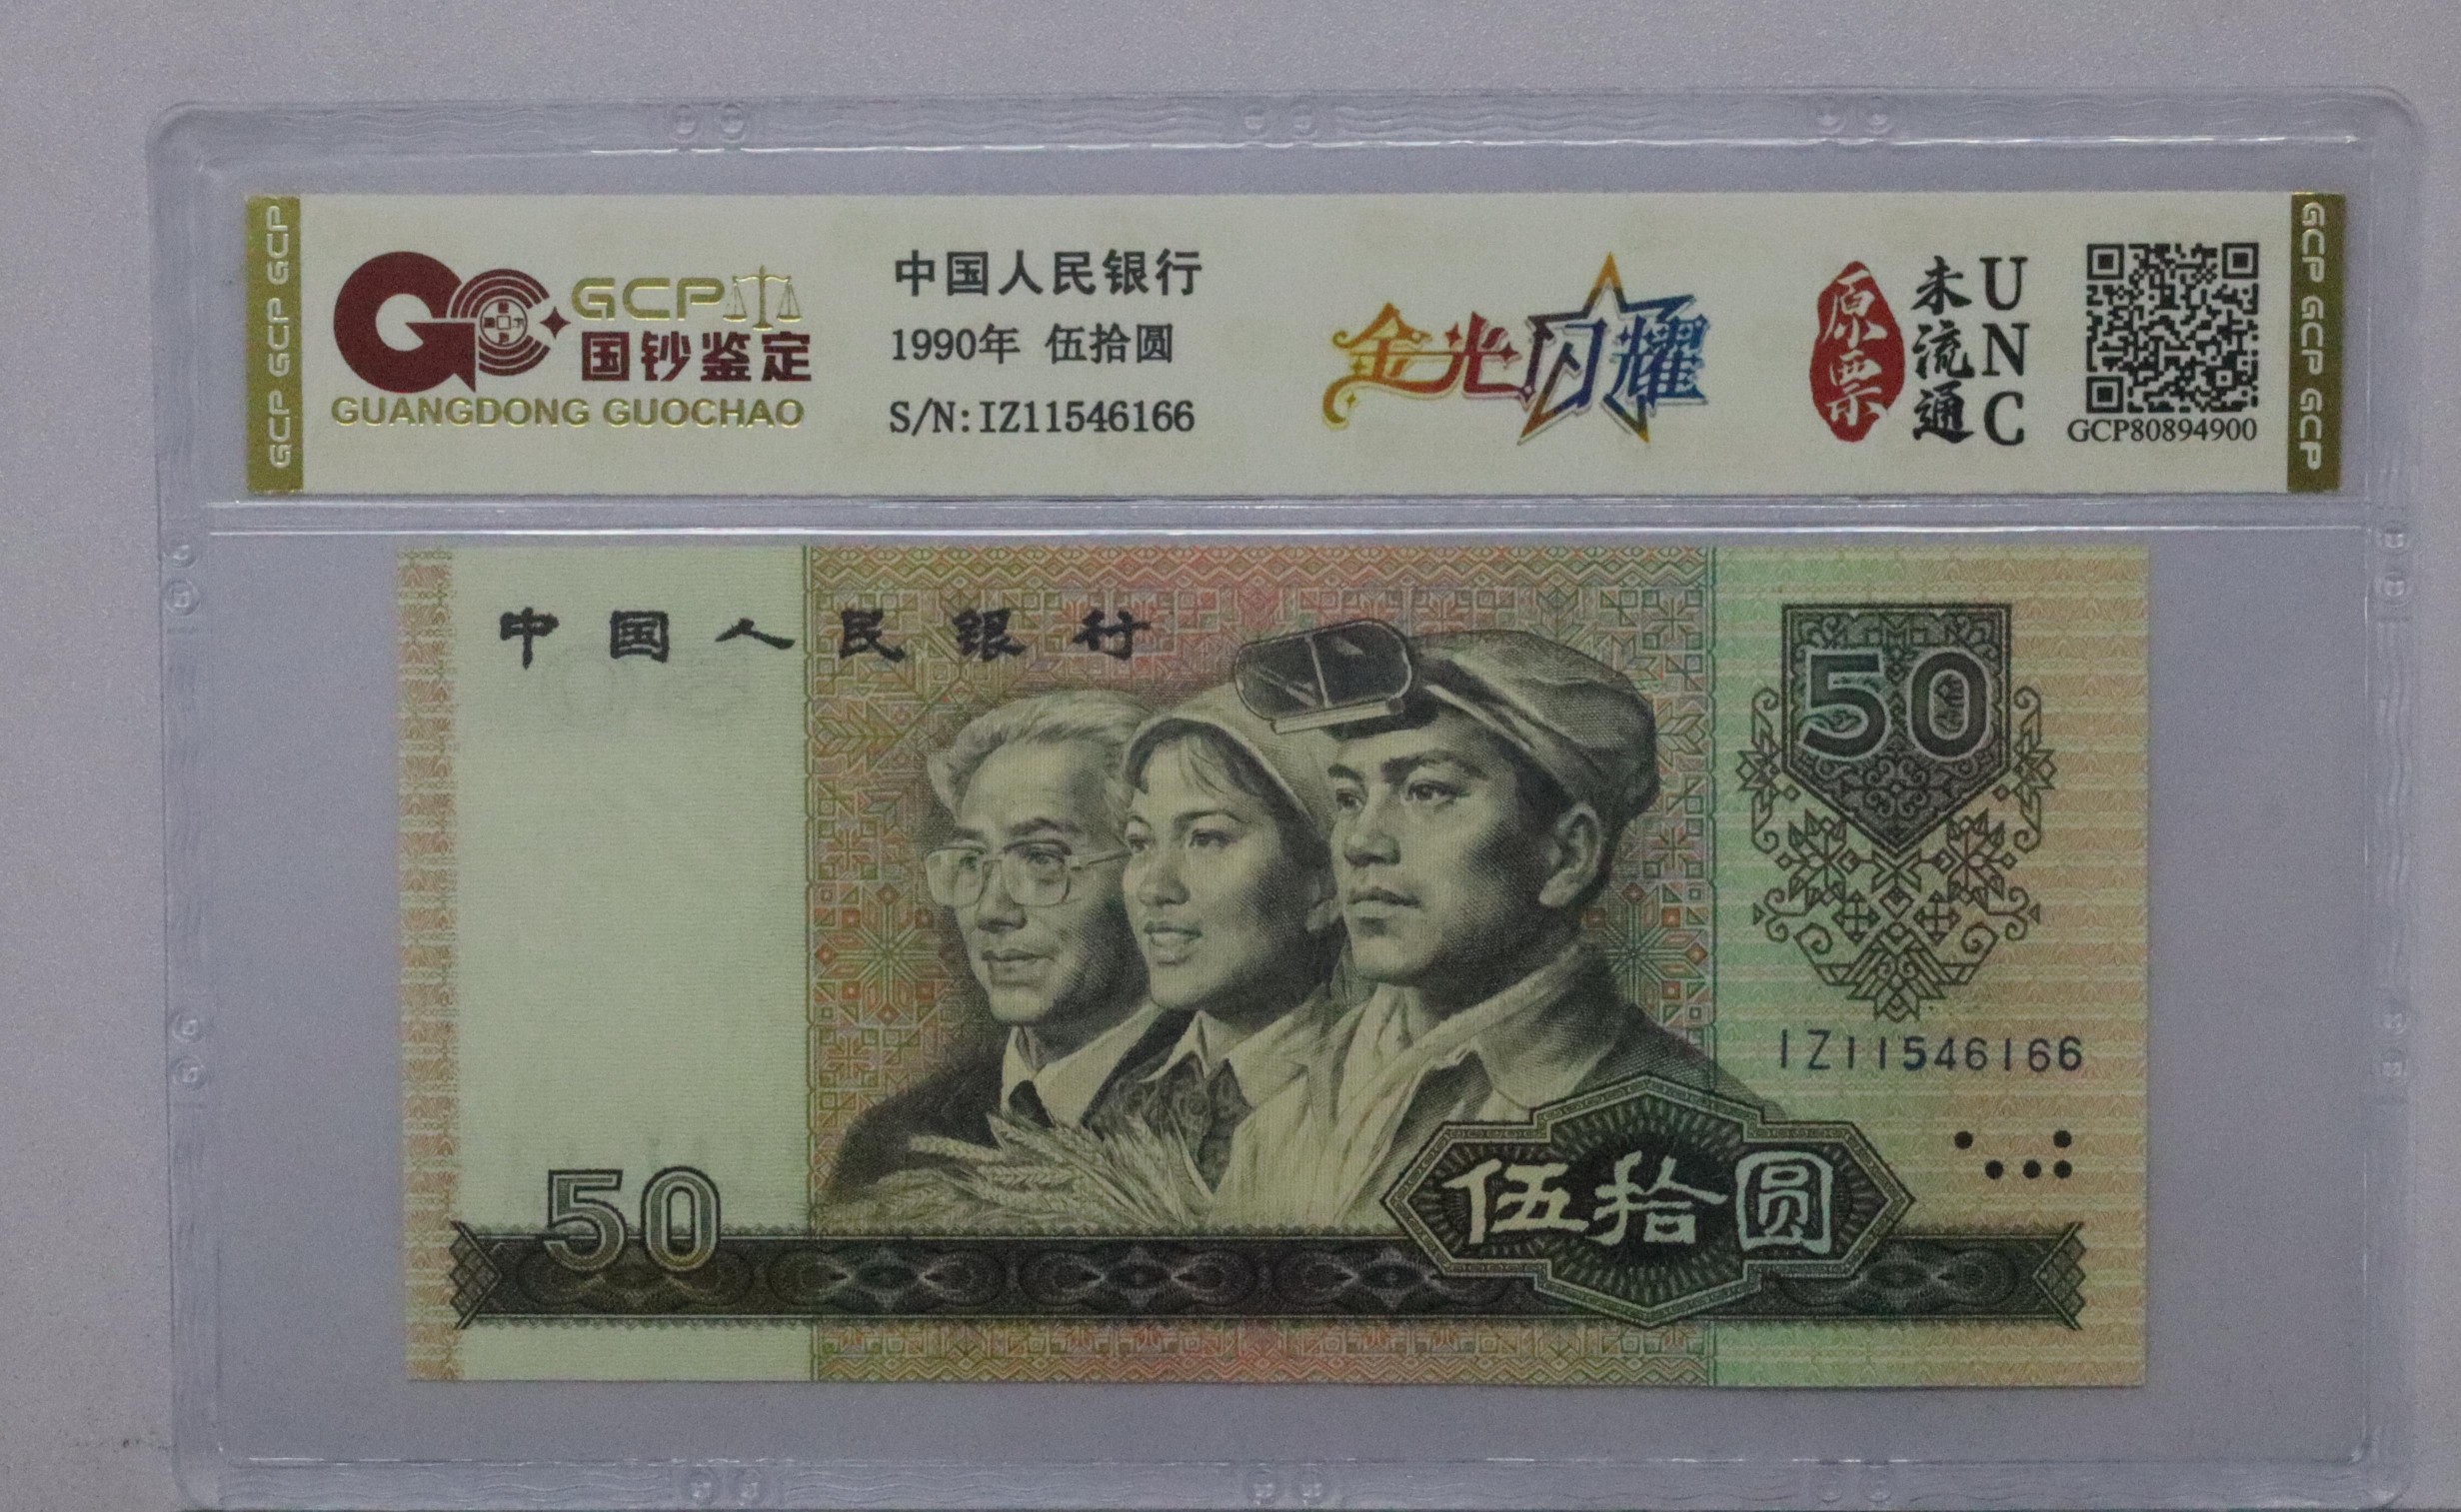 GCP GCP GCP
GCP
国钞鉴定
GUANGDONG GUOCHAO
中国人民银行
1990年 伍拾圆
S/N:IZ11546166
金光闪耀
原票
未流通
UNC
GCP80894900
GCP GCP GCP
中国人民银行
50
IZ11546166
50
伍拾圆